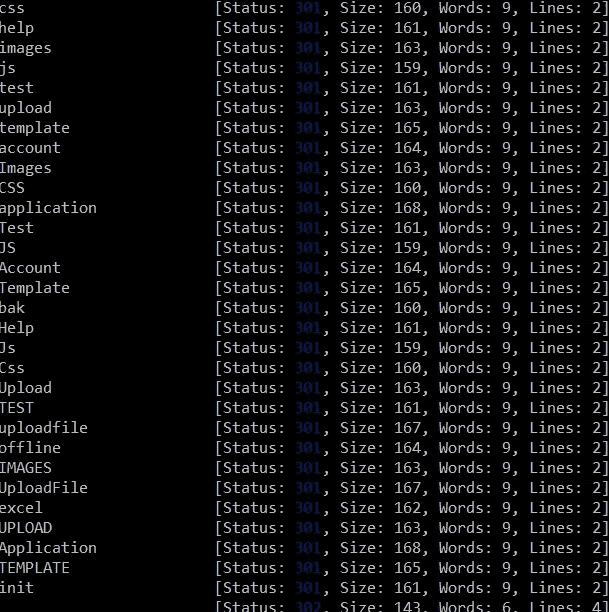 css [Status: 301, Size: 160, Words: 9, Lines: 2]
help [Status: 301, Size: 161, Words: 9, Lines: 2]
images [Status: 301, Size: 163, Words: 9, Lines: 2]
js [Status: 301, Size: 159, Words: 9, Lines: 2]
test [Status: 301, Size: 161, Words: 9, Lines: 2]
upload [Status: 301, Size: 163, Words: 9, Lines: 2]
template [Status: 301, Size: 165, Words: 9, Lines: 2]
account [Status: 301, Size: 164, Words: 9, Lines: 2]
Images [Status: 301, Size: 163, Words: 9, Lines: 2]
CSS [Status: 301, Size: 160, Words: 9, Lines: 2]
application [Status: 301, Size: 168, Words: 9, Lines: 2]
Test [Status: 301, Size: 161, Words: 9, Lines: 2]
JS [Status: 301, Size: 159, Words: 9, Lines: 2]
Account [Status: 301, Size: 164, Words: 9, Lines: 2]
Template [Status: 301, Size: 165, Words: 9, Lines: 2]
bak [Status: 301, Size: 160, Words: 9, Lines: 2]
Help [Status: 301, Size: 161, Words: 9, Lines: 2]
Js [Status: 301, Size: 159, Words: 9, Lines: 2]
Css [Status: 301, Size: 160, Words: 9, Lines: 2]
Upload [Status: 301, Size: 163, Words: 9, Lines: 2]
TEST [Status: 301, Size: 161, Words: 9, Lines: 2]
uploadfile [Status: 301, Size: 167, Words: 9, Lines: 2]
offline [Status: 301, Size: 164, Words: 9, Lines: 2]
IMAGES [Status: 301, Size: 163, Words: 9, Lines: 2]
UploadFile [Status: 301, Size: 167, Words: 9, Lines: 2]
excel [Status: 301, Size: 162, Words: 9, Lines: 2]
UPLOAD [Status: 301, Size: 163, Words: 9, Lines: 2]
Application [Status: 301, Size: 168, Words: 9, Lines: 2]
TEMPLATE [Status: 301, Size: 165, Words: 9, Lines: 2]
init [Status: 301, Size: 161, Words: 9, Lines: 2]
[Status: 302, Size: 143, Words: 6, Lines: 4]